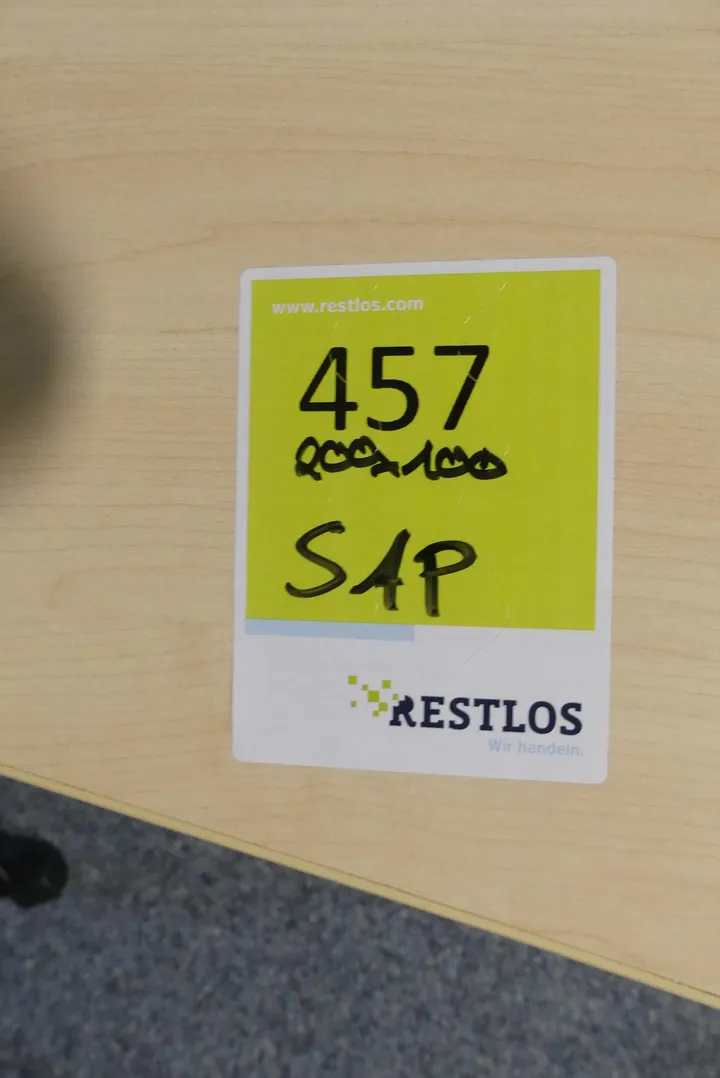 www.restlos.com
457
200x100
SAP
RESTLOS
Wir handeln.